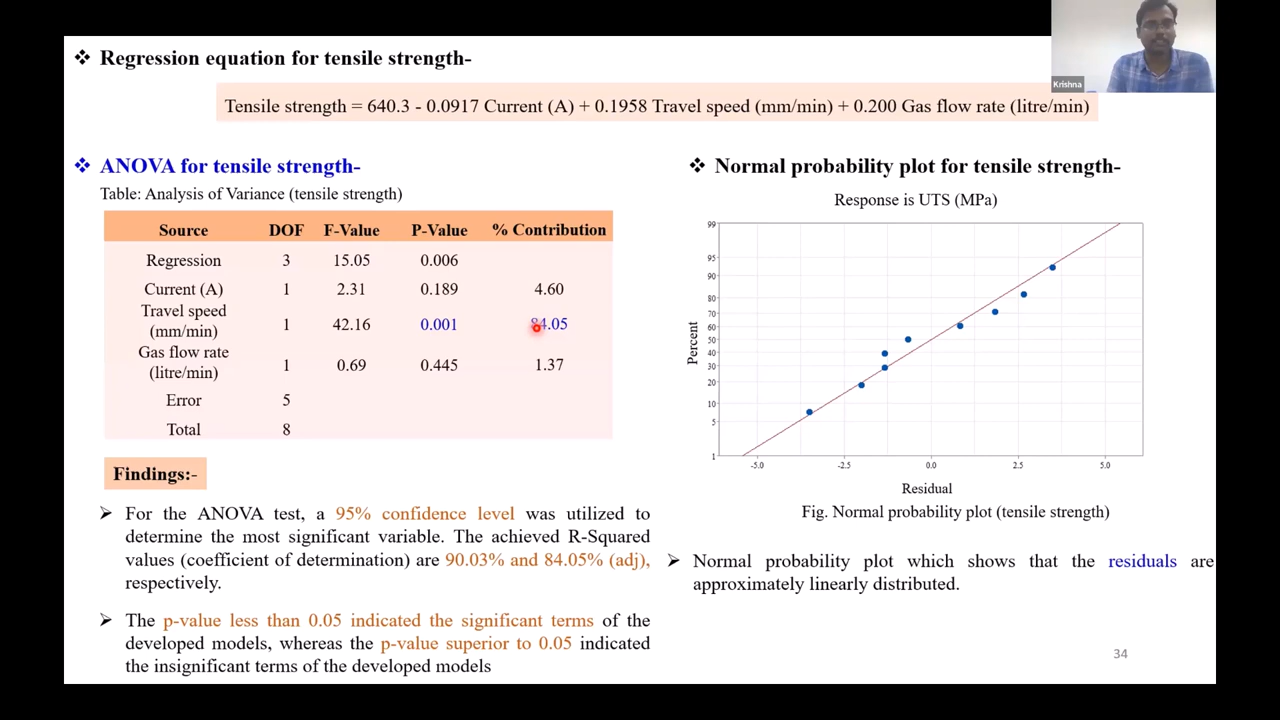 ❖ Regression equation for tensile strength-
Krishna
Tensile strength = 640.3 - 0.0917 Current (A) + 0.1958 Travel speed (mm/min) + 0.200 Gas flow rate (litre/min)
❖ ANOVA for tensile strength-
Table: Analysis of Variance (tensile strength)
Source DOF F-Value P-Value % Contribution
Regression 3 15.05 0.006
Current (A) 1 2.31 0.189 4.60
Travel speed
(mm/min) 1 42.16 0.001 84.05
Gas flow rate
(litre/min) 1 0.69 0.445 1.37
Error 5
Total 8
Findings:-
➢ For the ANOVA test, a 95% confidence level was utilized to
determine the most significant variable. The achieved R-Squared
values (coefficient of determination) are 90.03% and 84.05% (adj),
respectively.
➢ The p-value less than 0.05 indicated the significant terms of the
developed models, whereas the p-value superior to 0.05 indicated
the insignificant terms of the developed models
❖ Normal probability plot for tensile strength-
Response is UTS (MPa)
Percent
99
95
90
80
70
60
50
40
30
20
10
5
1
-5.0 -2.5 0.0 2.5 5.0
Residual
Fig. Normal probability plot (tensile strength)
➢ Normal probability plot which shows that the residuals are
approximately linearly distributed.
34